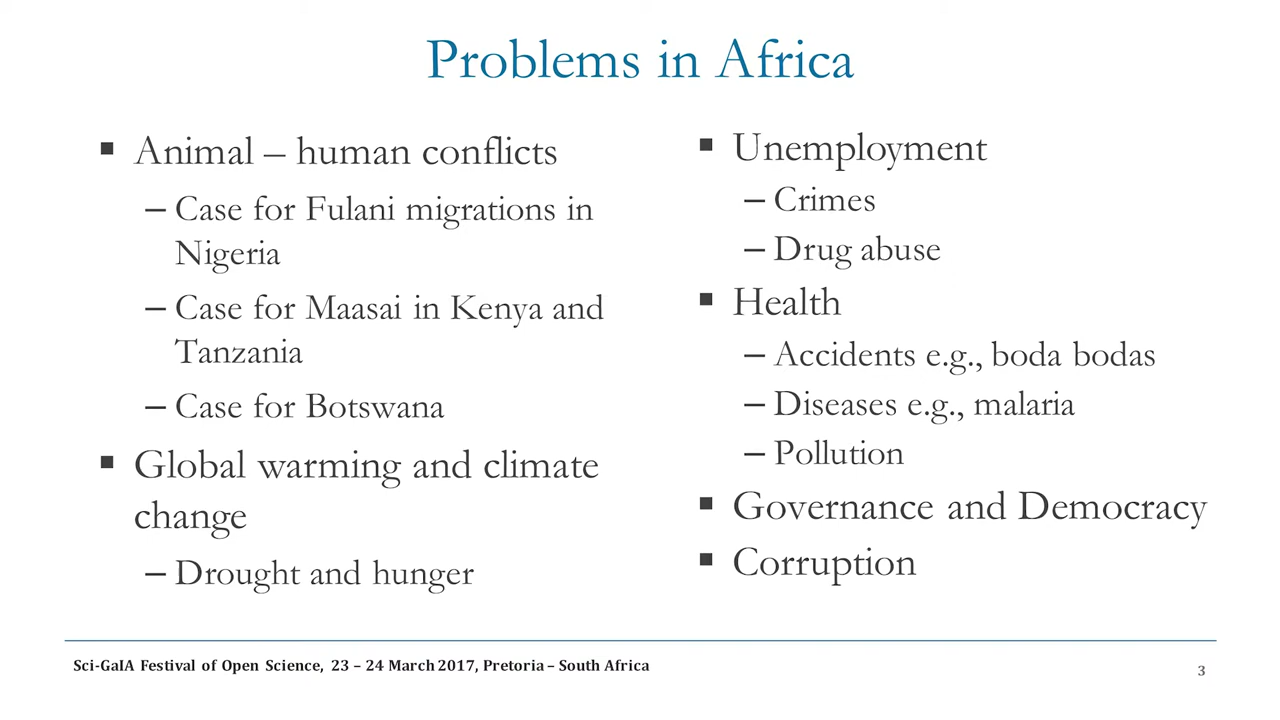 Problems in Africa
▪ Animal – human conflicts
– Case for Fulani migrations in
Nigeria
– Case for Maasai in Kenya and
Tanzania
– Case for Botswana
▪ Global warming and climate
change
– Drought and hunger
▪ Unemployment
– Crimes
– Drug abuse
▪ Health
– Accidents e.g., boda bodas
– Diseases e.g., malaria
– Pollution
▪ Governance and Democracy
▪ Corruption
Sci-GaIA Festival of Open Science, 23 – 24 March 2017, Pretoria – South Africa
3